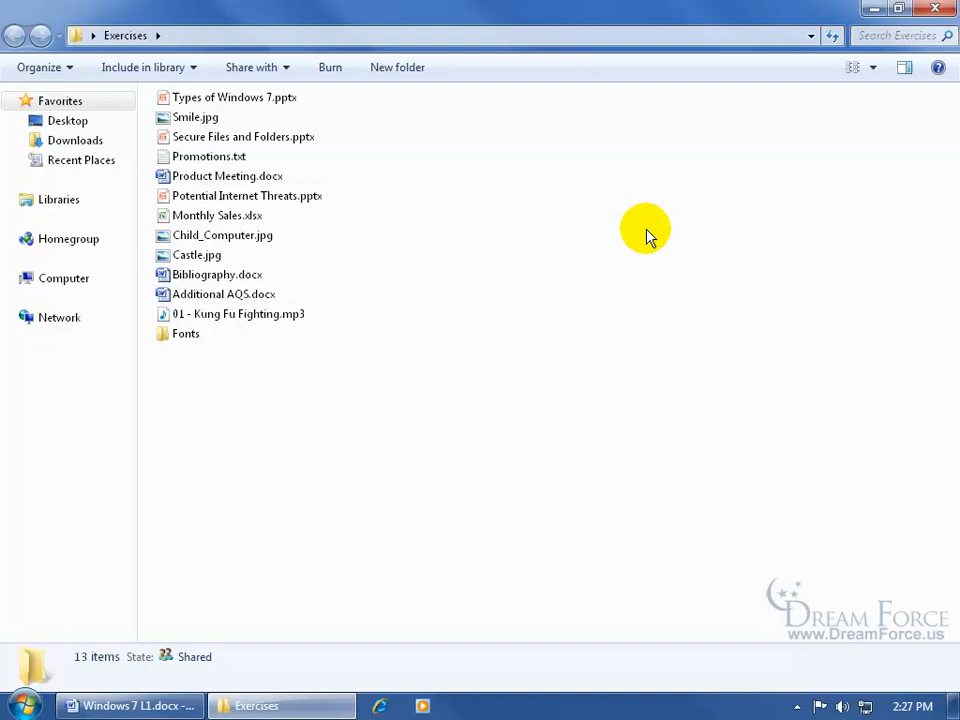 Exercises
Search Exercises
Organize Include in library Share with Burn New folder
Favorites
Desktop
Downloads
Recent Places
Libraries
Homegroup
Computer
Network
Types of Windows 7.pptx
Smile.jpg
Secure Files and Folders.pptx
Promotions.txt
Product Meeting.docx
Potential Internet Threats.pptx
Monthly Sales.xlsx
Child_Computer.jpg
Castle.jpg
Bibliography.docx
Additional AQS.docx
01 - Kung Fu Fighting.mp3
Fonts
DREAM FORCE
www.DreamForce.us
13 items State: Shared
Windows 7 L1.docx -... Exercises 2:27 PM